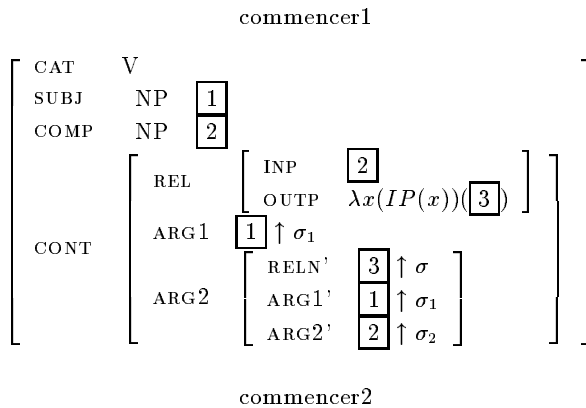 commencer1
CAT V
SUBJ NP 1
COMP NP 2
CONT
REL
INP 2
OUTP λx(IP(x))(3)
ARG1 1 ↑ σ₁
ARG2
RELN' 3 ↑ σ
ARG1' 1 ↑ σ₁
ARG2' 2 ↑ σ₂
commencer2